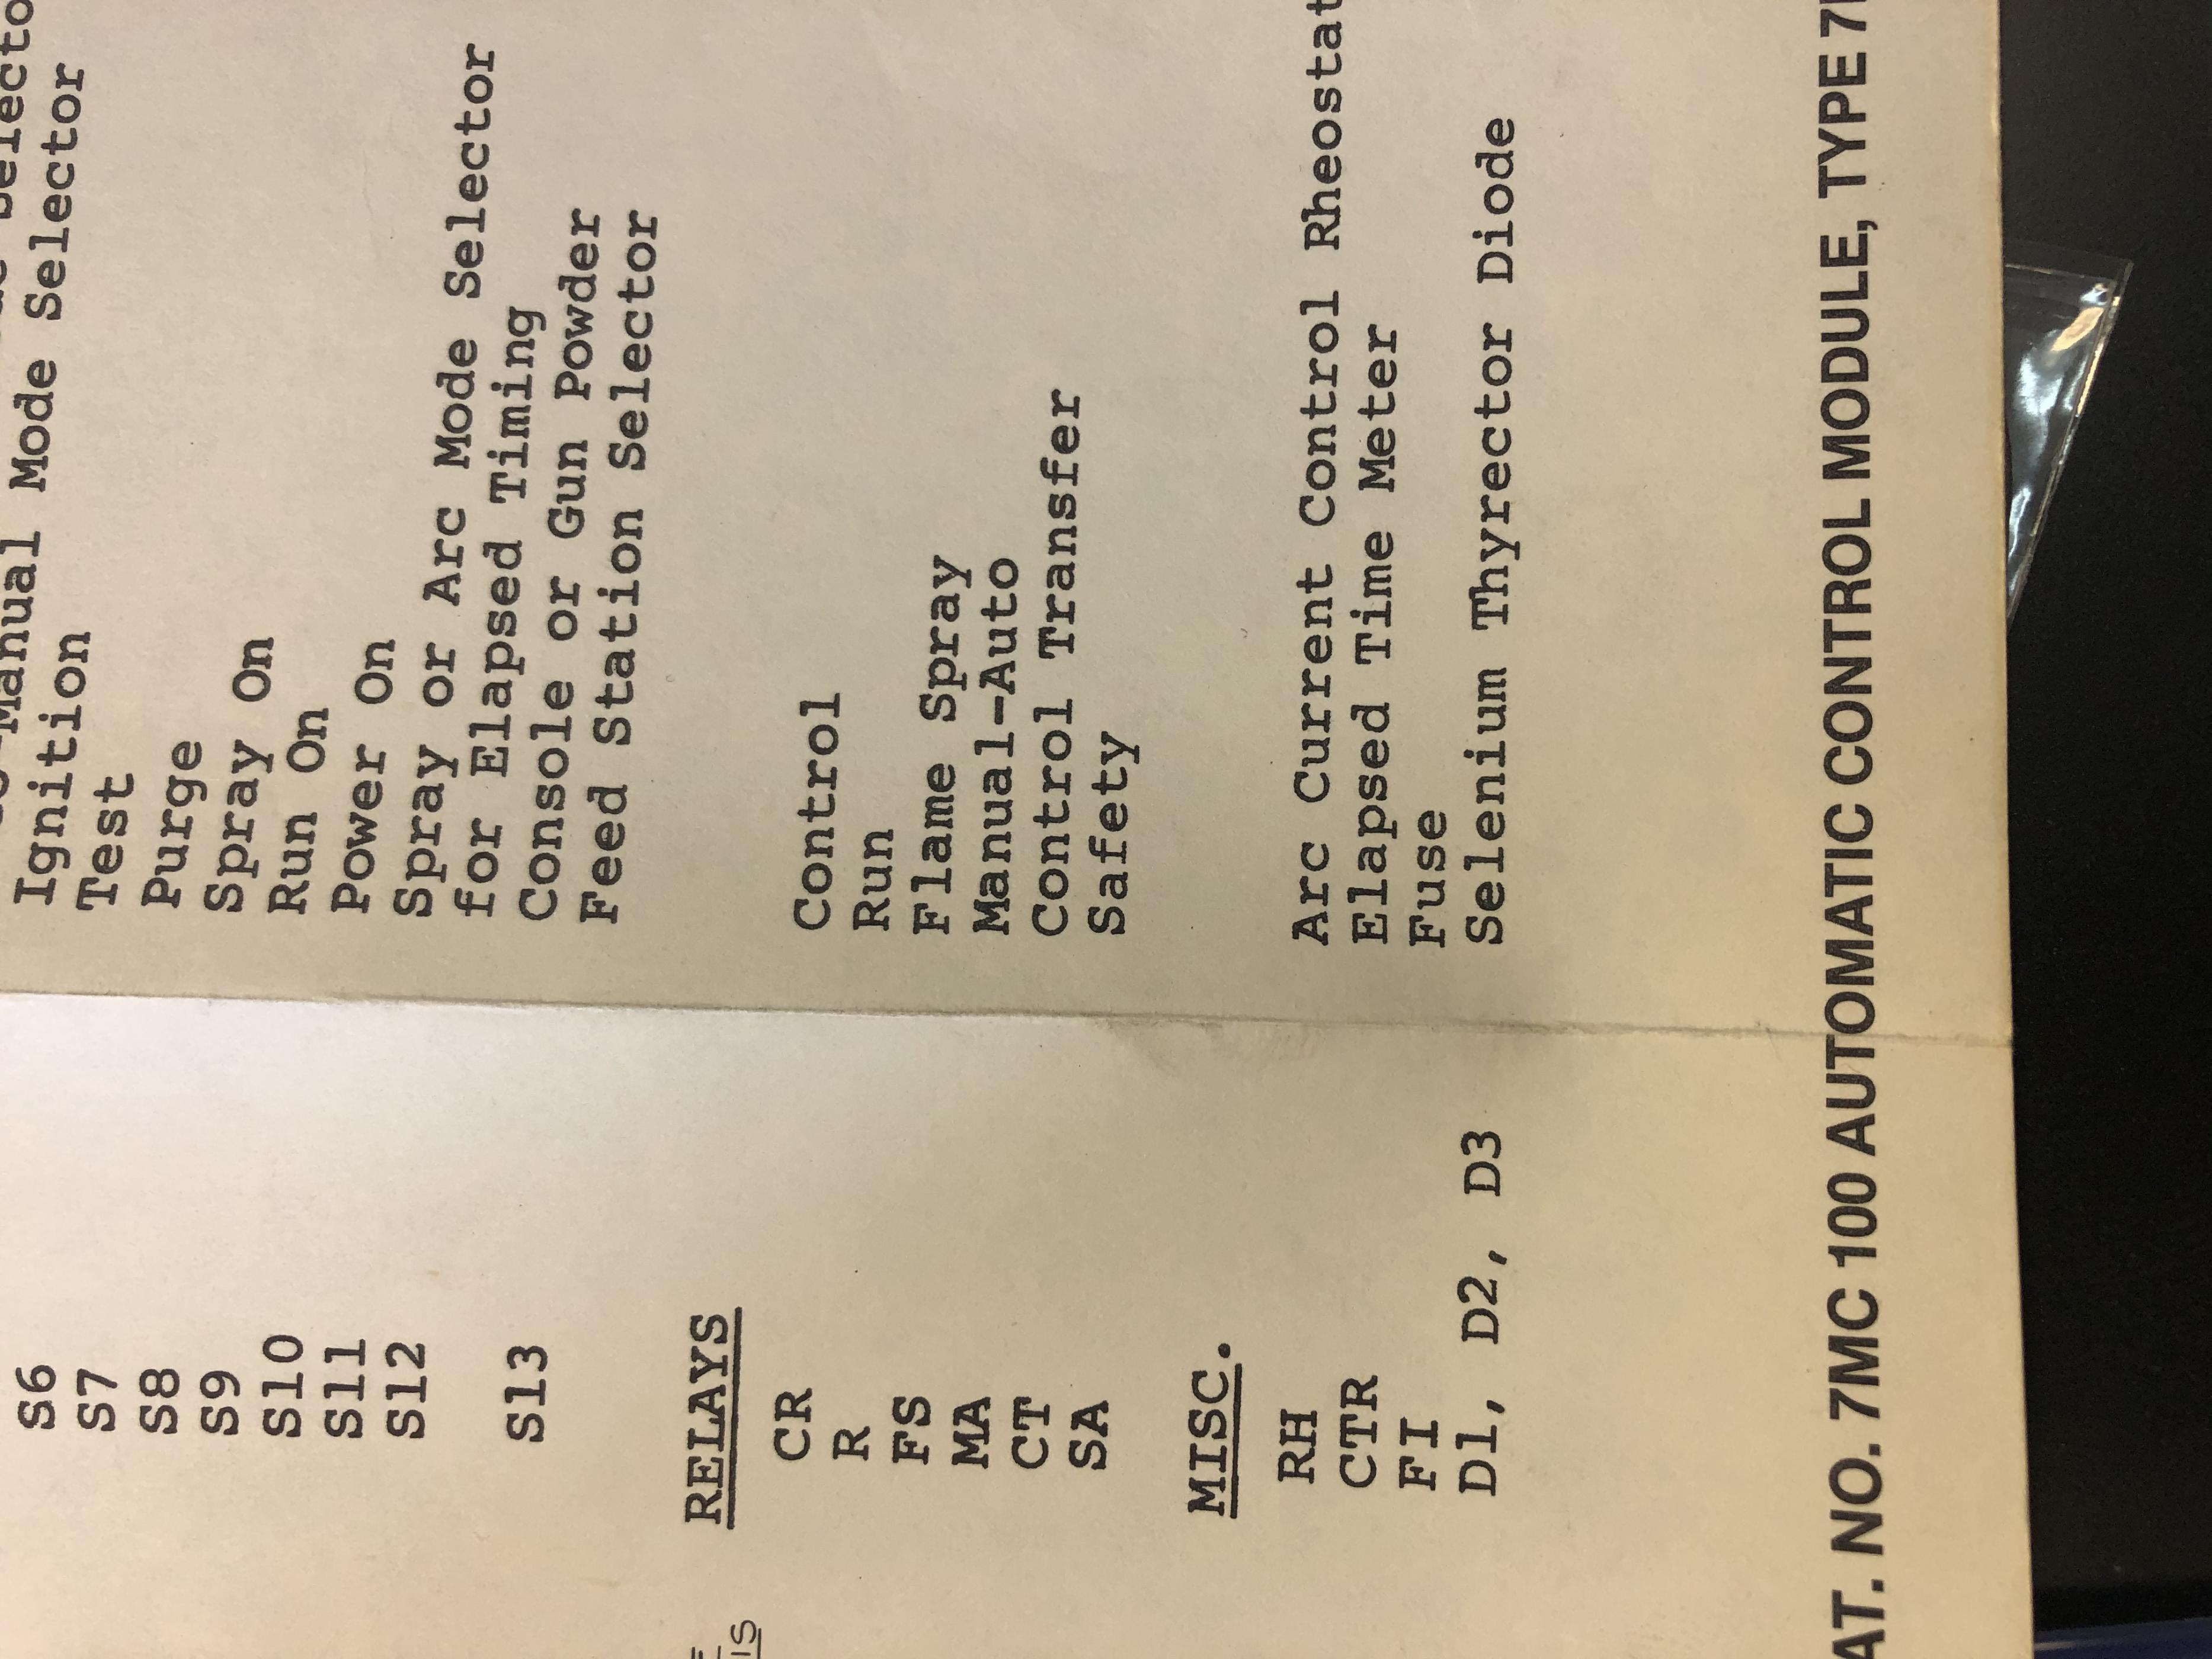 Manual Mode Selector
S6 Ignition
S7 Test
S8 Purge
S9 Spray On
S10 Run On
S11 Power On
S12 Spray or Arc Mode Selector
for Elapsed Timing
S13 Console or Gun Powder
Feed Station Selector
RELAYS
CR Control
R Run
FS Flame Spray
MA Manual-Auto
CT Control Transfer
SA Safety
MISC.
RH Arc Current Control Rheostat
CTR Elapsed Time Meter
FI Fuse
D1, D2, D3 Selenium Thyrector Diode
AT. NO. 7MC 100 AUTOMATIC CONTROL MODULE, TYPE 7